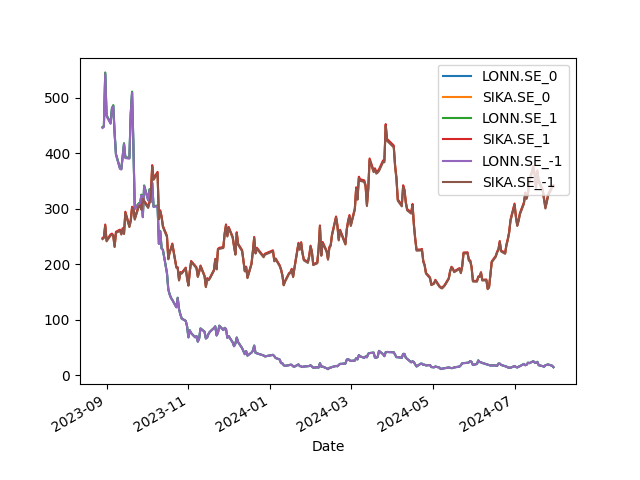 LONN.SE_0
SIKA.SE_0
LONN.SE_1
SIKA.SE_1
LONN.SE_-1
SIKA.SE_-1
500
400
300
200
100
0
2023-09
2023-11
2024-01
2024-03
2024-05
2024-07
Date